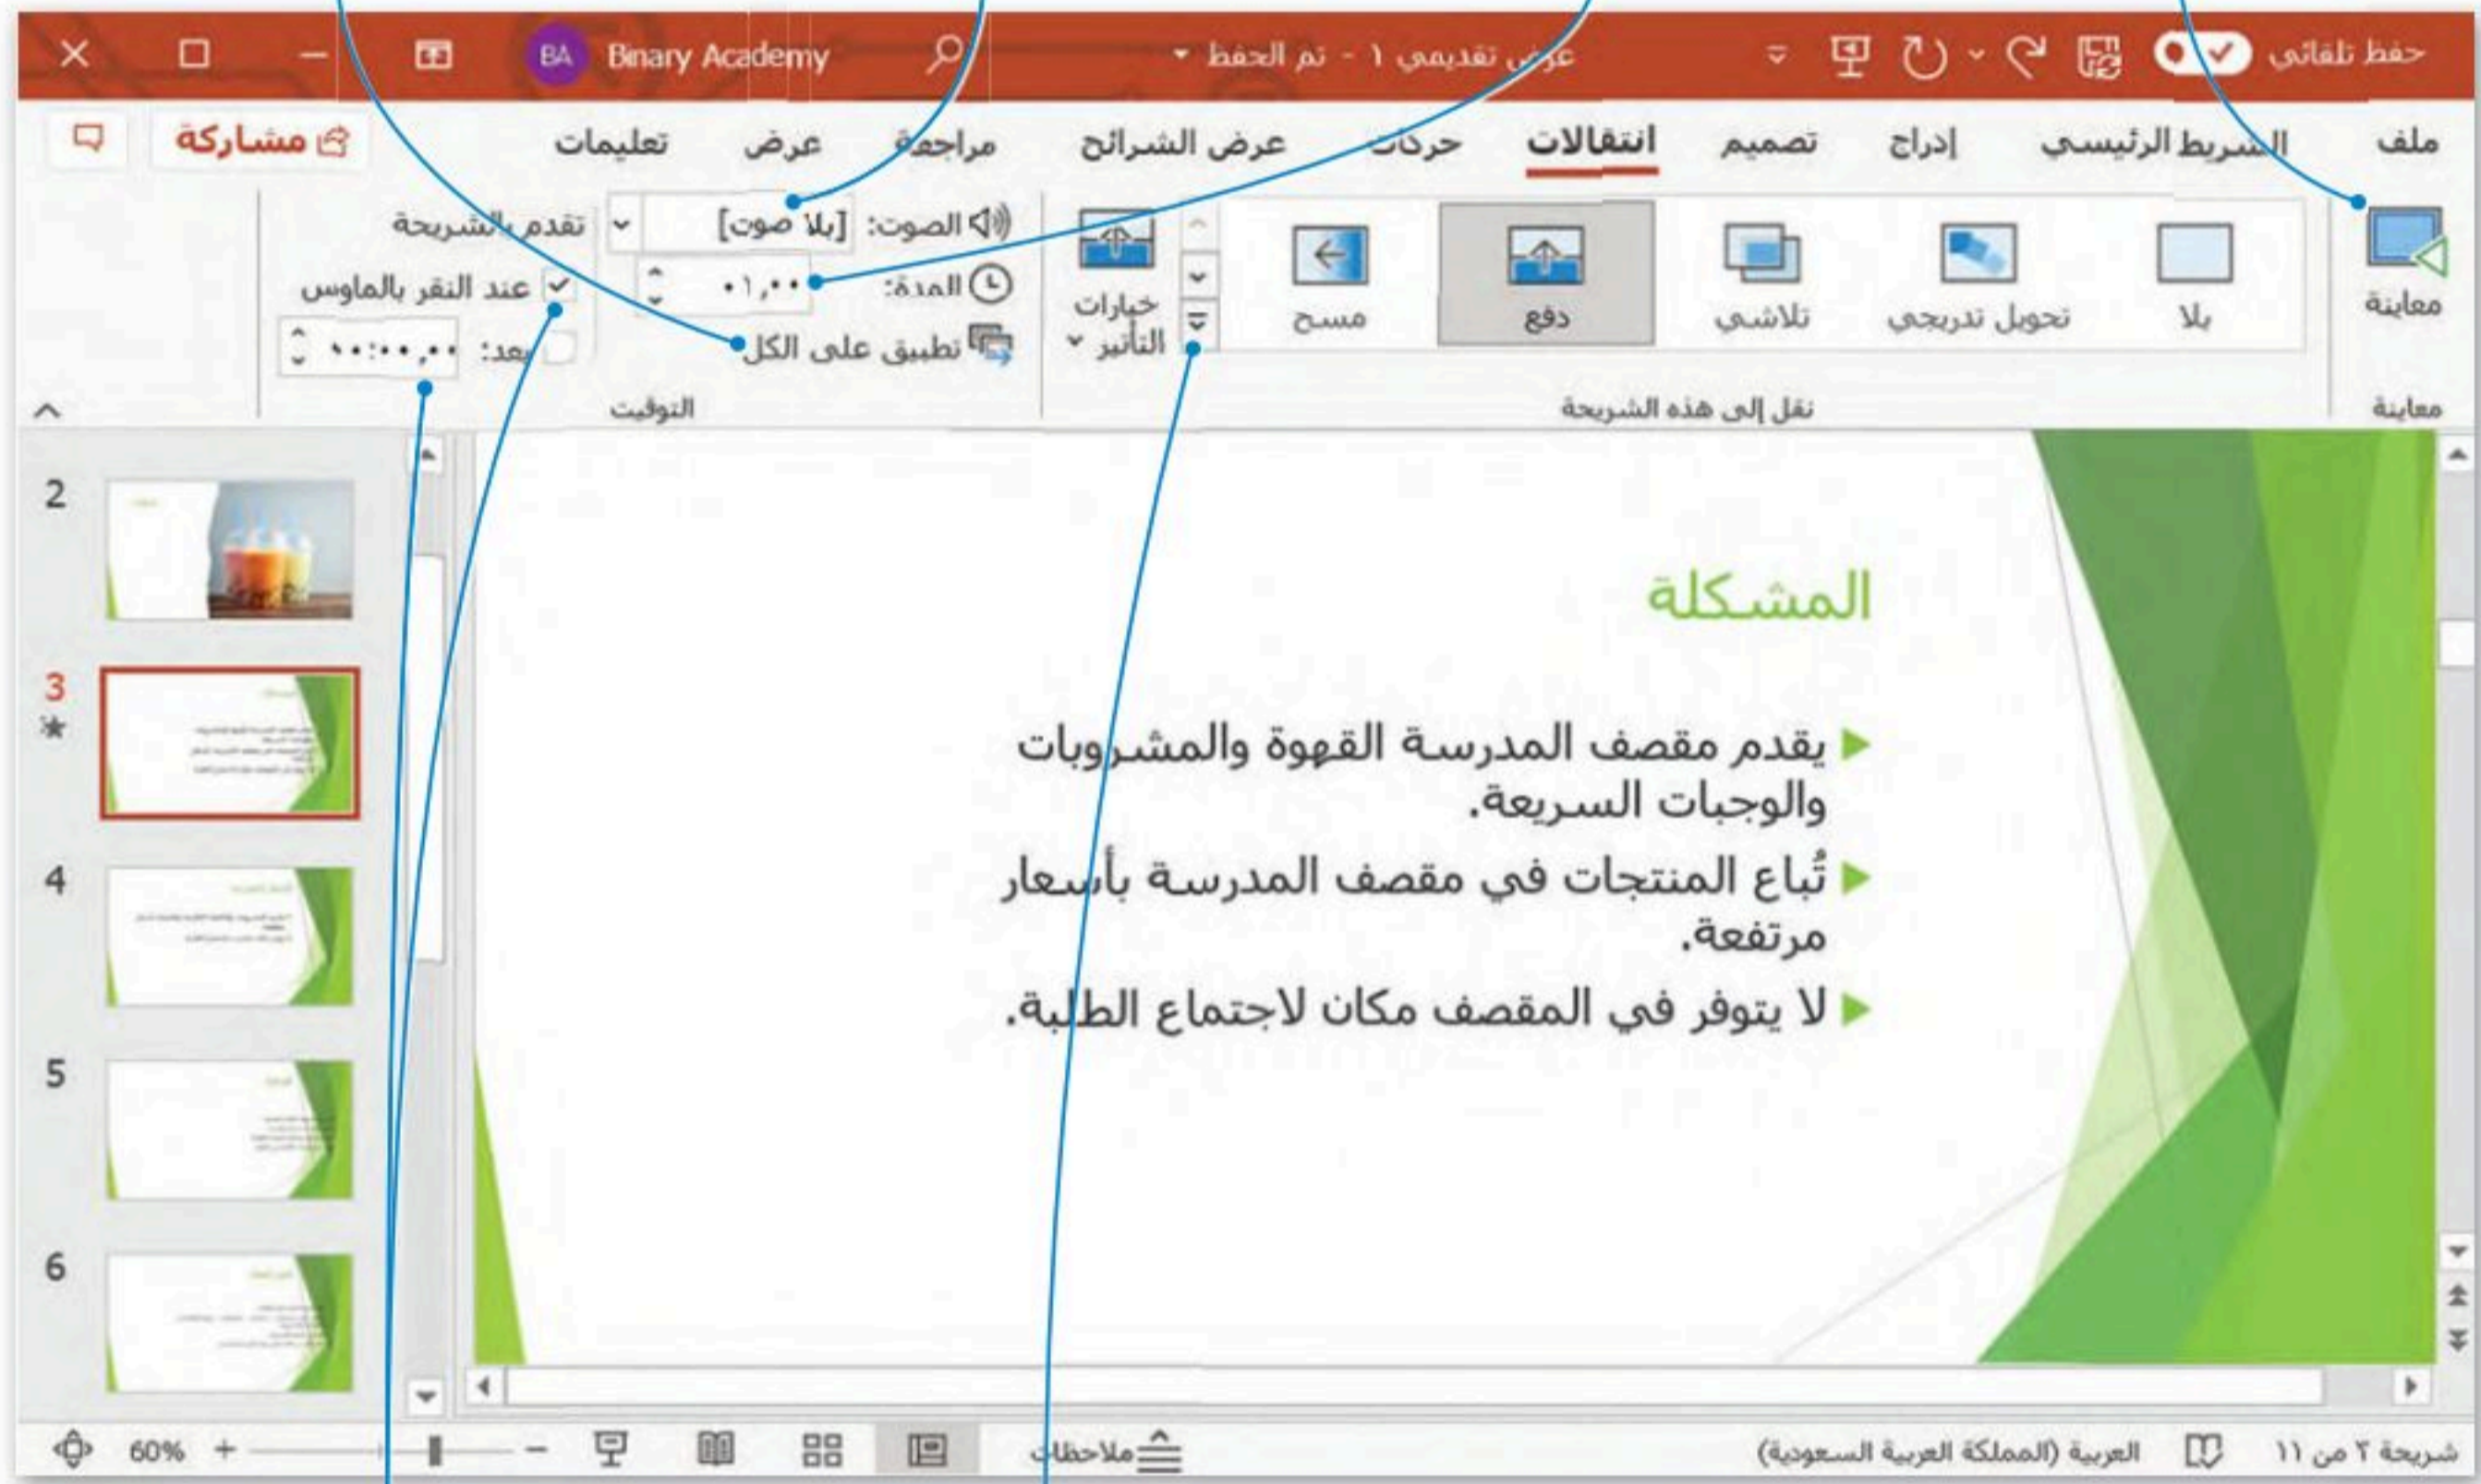 حفظ تلقائي
عرض تقديمي ١ - تم الحفظ
Binary Academy
BA
ملف
الشريط الرئيسي
إدراج
تصميم
انتقالات
حركات
عرض الشرائح
مراجعة
عرض
تعليمات
مشاركة
معاينة
بلا
تحويل تدريجي
تلاشي
دفع
مسح
خيارات
التأثير
الصوت: [بلا صوت]
المدة: ٠١,٠٠
تطبيق على الكل
تقدم بالشريحة
عند النقر بالماوس
بعد: ٠٠:٠٠,٠٠
معاينة
نقل إلى هذه الشريحة
التوقيت
2
3
4
5
6
المشكلة
يقدم مقصف المدرسة القهوة والمشروبات
والوجبات السريعة.
تُباع المنتجات في مقصف المدرسة بأسعار
مرتفعة.
لا يتوفر في المقصف مكان لاجتماع الطلبة.
شريحة ٣ من ١١
العربية (المملكة العربية السعودية)
ملاحظات
60%